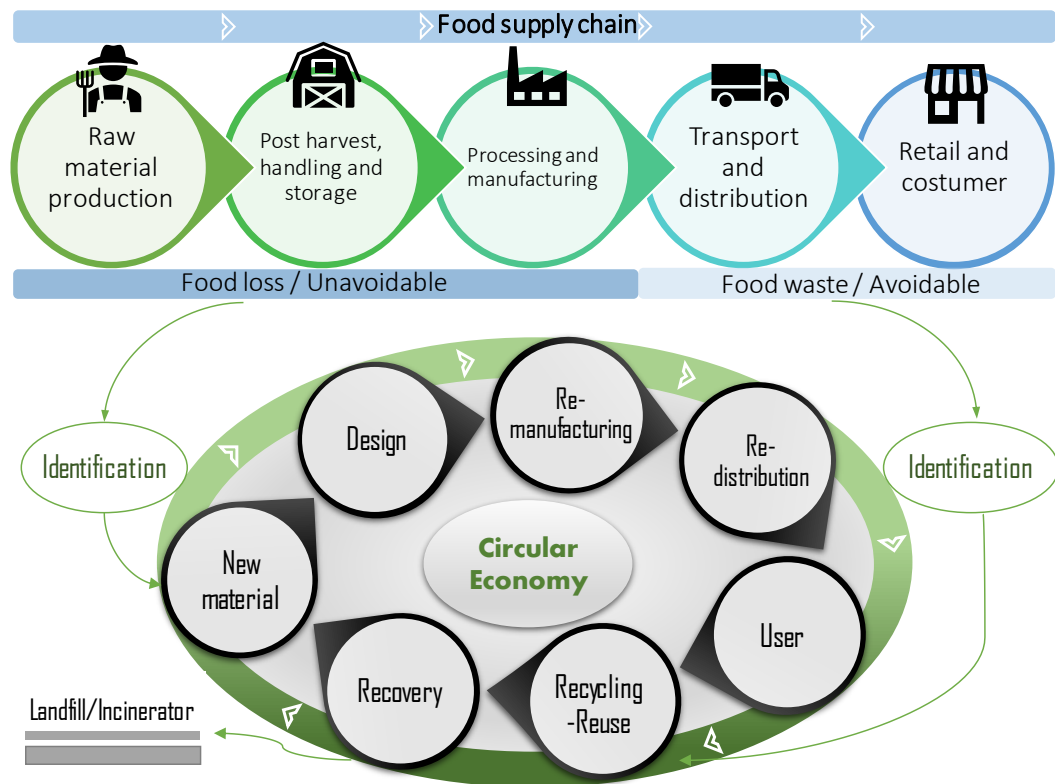 Food supply chain
Raw
material
production
Post harvest,
handling and
storage
Processing and
manufacturing
Transport
and
distribution
Retail and
costumer
Food loss / Unavoidable
Food waste / Avoidable
Identification
Design
Re-
manufacturing
Re-
distribution
Identification
New
material
Circular
Economy
User
Recovery
Recycling
-Reuse
Landfill/Incinerator